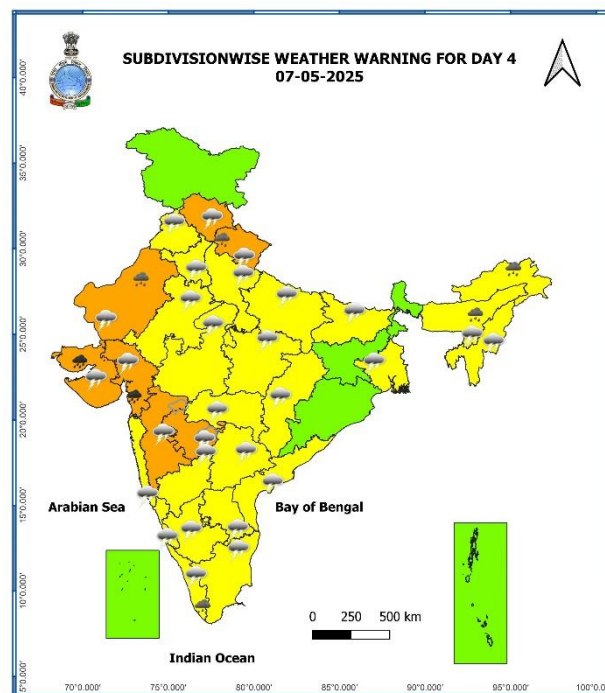 SUBDIVISIONWISE WEATHER WARNING FOR DAY 4
07-05-2025
40°0.000'
35°0.000'
30°0.000'
25°0.000'
20°0.000'
15°0.000'
10°0.000'
5°0.000'
Arabian Sea
Bay of Bengal
0 250 500 km
Indian Ocean
70°0.000' 75°0.000' 80°0.000' 85°0.000' 90°0.000' 95°0.000'